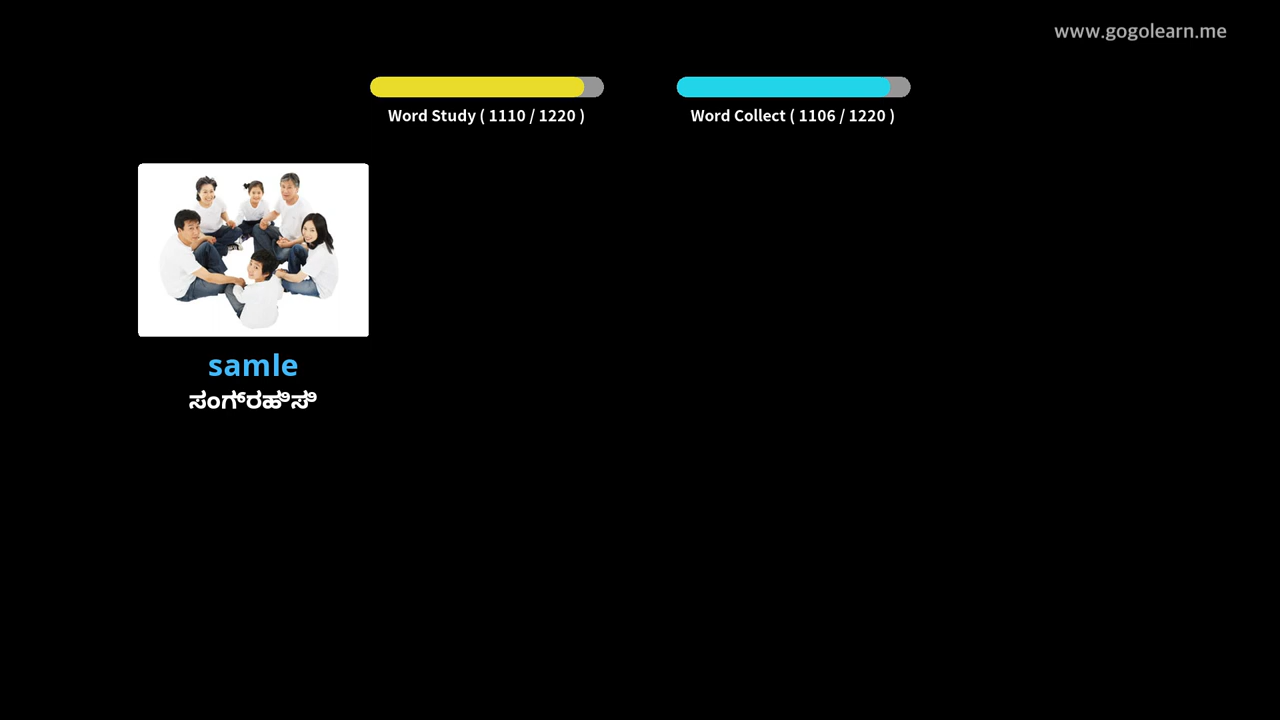 www.gogolearn.me
Word Study ( 1110 / 1220 )
Word Collect ( 1106 / 1220 )
samle
ಸಂಗ್ರಹಿಸಿ